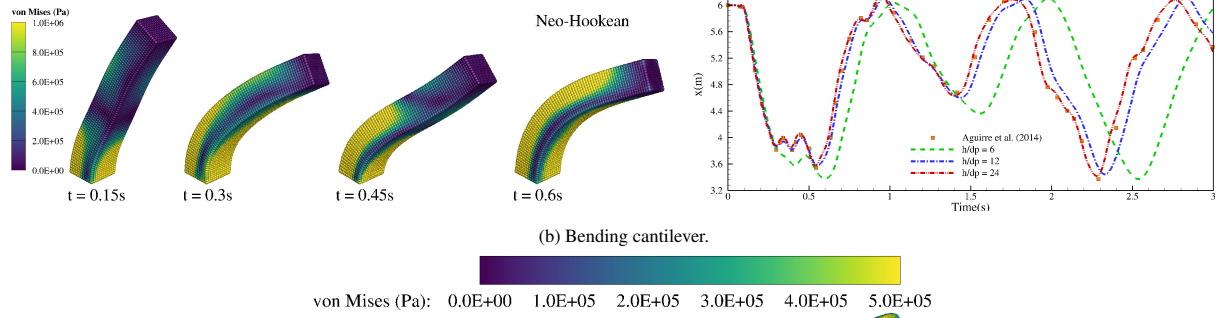 von Mises (Pa)
1.0E+06
8.0E+05
6.0E+05
4.0E+05
2.0E+05
0.0E+00
t = 0.15s
t = 0.3s
t = 0.45s
t = 0.6s
Neo-Hookean
x(m)
6
5.6
5.2
4.8
4.4
4
3.6
3.2
0
0.5
1
1.5
2
2.5
3
Time(s)
Aguirre et al. (2014)
h/dp = 6
h/dp = 12
h/dp = 24
(b) Bending cantilever.
von Mises (Pa): 0.0E+00 1.0E+05 2.0E+05 3.0E+05 4.0E+05 5.0E+05